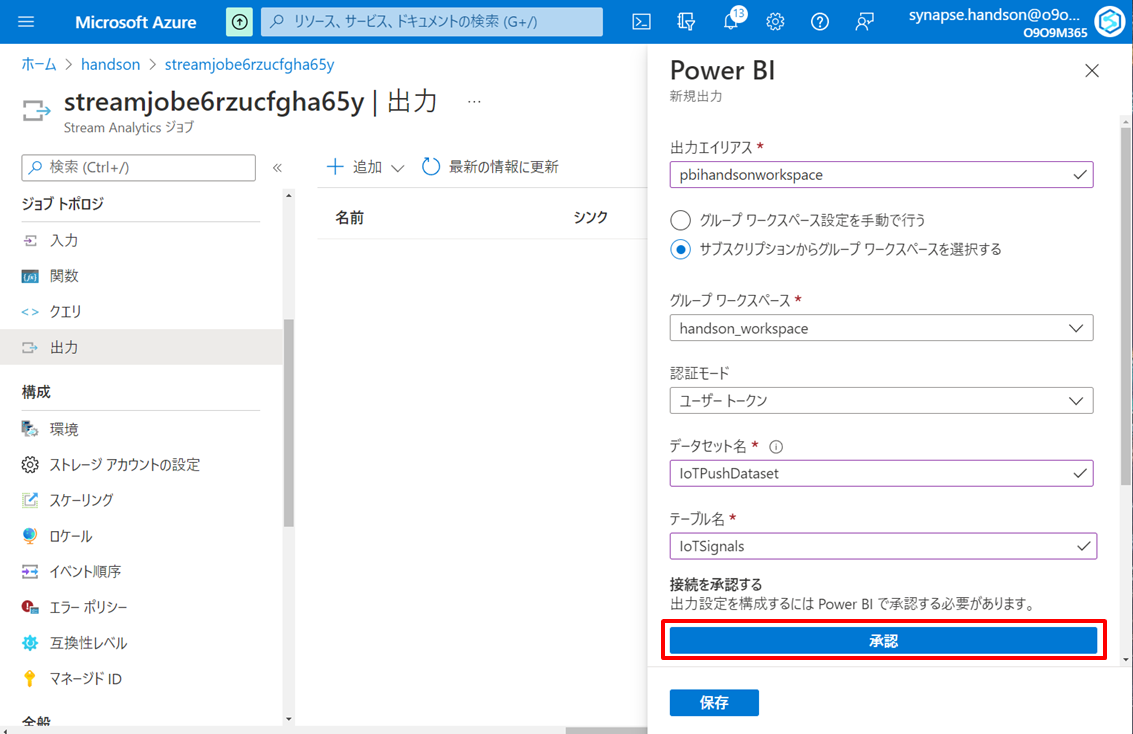 Microsoft Azure
リソース、サービス、ドキュメントの検索 (G+/)
13
synapse.handson@o9o...
O9O9M365
ホーム > handson > streamjobe6rzucfgha65y
streamjobe6rzucfgha65y | 出力 ...
Stream Analytics ジョブ
検索 (Ctrl+/)
«
ジョブ トポロジ
入力
関数
クエリ
出力
構成
環境
ストレージ アカウントの設定
スケーリング
ロケール
イベント順序
エラー ポリシー
互換性レベル
マネージド ID
全般
追加
最新の情報に更新
名前
シンク
Power BI
新規出力
出力エイリアス *
pbihandsonworkspace
グループ ワークスペース設定を手動で行う
サブスクリプションからグループ ワークスペースを選択する
グループ ワークスペース *
handson_workspace
認証モード
ユーザー トークン
データセット名 *
IoTPushDataset
テーブル名 *
IoTSignals
接続を承認する
出力設定を構成するには Power BI で承認する必要があります。
承認
保存